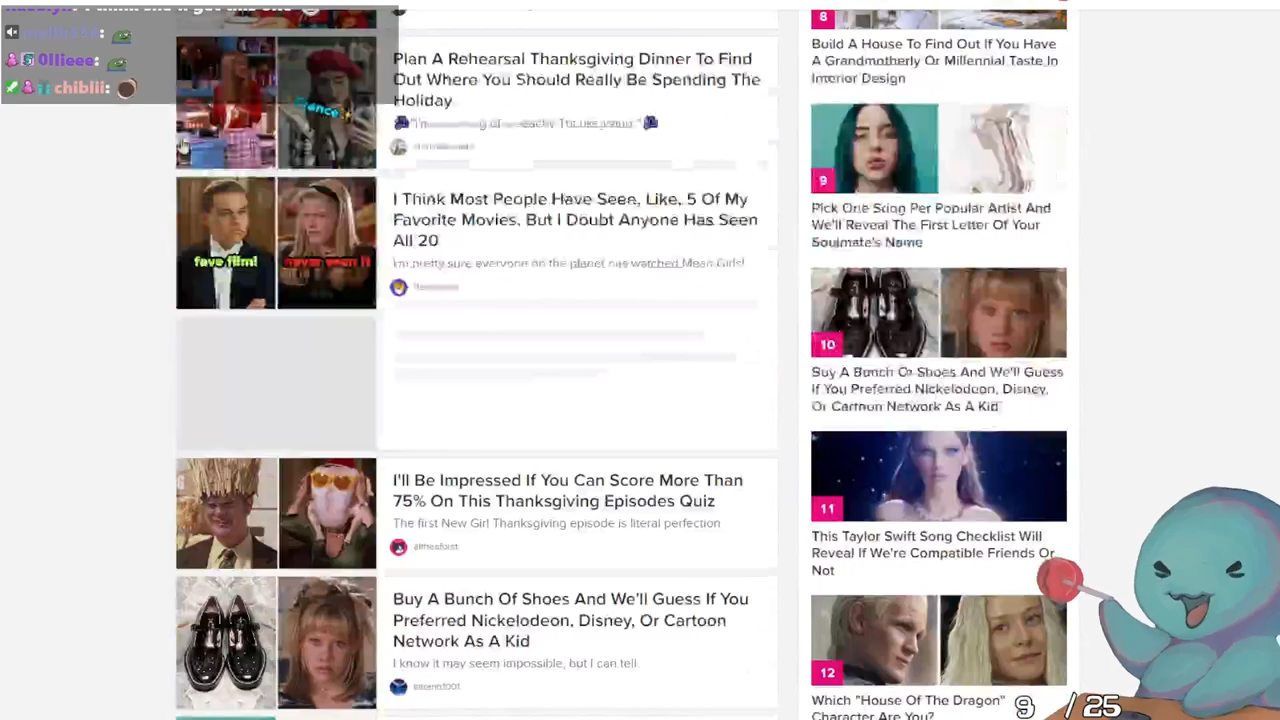 0llieee:
chiblii:
Plan A Rehearsal Thanksgiving Dinner To Find
Out Where You Should Really Be Spending The
Holiday
I Think Most People Have Seen, Like, 5 Of My
Favorite Movies, But I Doubt Anyone Has Seen
All 20
I'm pretty sure everyone on the planet has watched Mean Girls!
fave film!
never seen it
I'll Be Impressed If You Can Score More Than
75% On This Thanksgiving Episodes Quiz
The first New Girl Thanksgiving episode is literal perfection
Buy A Bunch Of Shoes And We'll Guess If You
Preferred Nickelodeon, Disney, Or Cartoon
Network As A Kid
I know it may seem impossible, but I can tell.
8
Build A House To Find Out If You Have
A Grandmotherly Or Millennial Taste In
Interior Design
9
Pick One Song Per Popular Artist And
We'll Reveal The First Letter Of Your
Soulmate's Name
10
Buy A Bunch Of Shoes And We'll Guess
If You Preferred Nickelodeon, Disney,
Or Cartoon Network As A Kid
11
This Taylor Swift Song Checklist Will
Reveal If We're Compatible Friends Or
Not
12
Which "House Of The Dragon"
Character Are You?
9 /25